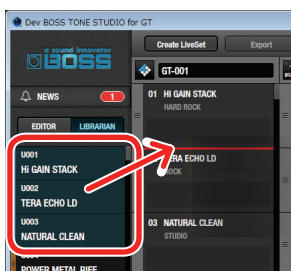 Dev BOSS TONE STUDIO for GT
a sound innovator
BOSS
Create LiveSet
Export
GT-001
NEWS
1
EDITOR
LIBRARIAN
U001
Hi GAIN STACK
U002
TERA ECHO LD
U003
NATURAL CLEAN
U004
POWER METAL RIFF
01 HI GAIN STACK
HARD ROCK
TERA ECHO LD
ROCK
03 NATURAL CLEAN
STUDIO